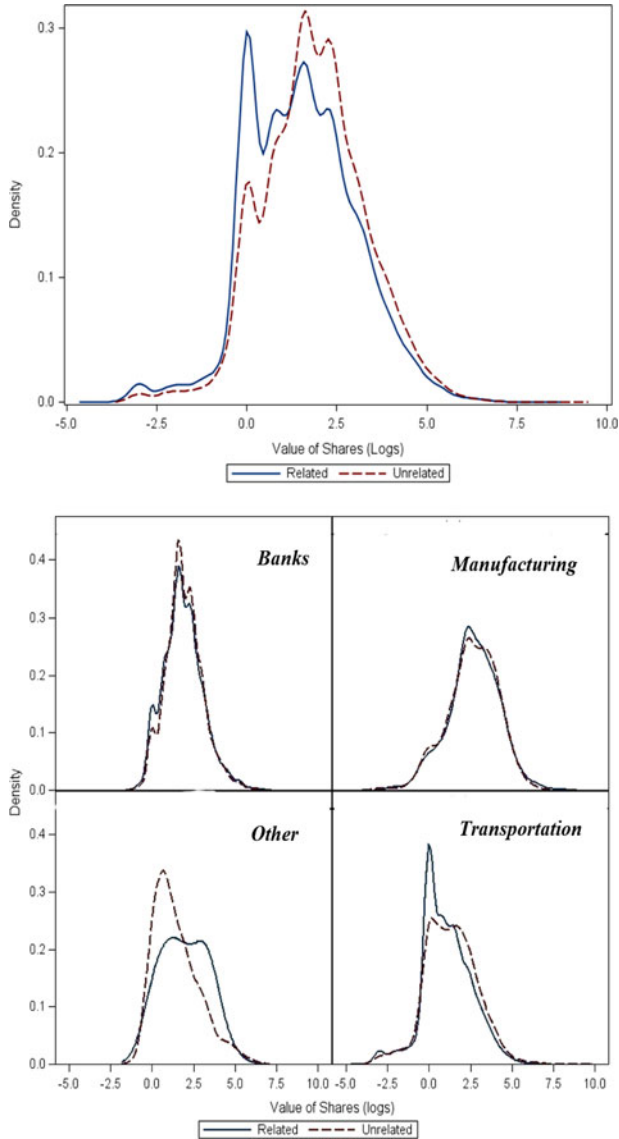 0.3
0.2
0.1
0.0
Density
-5.0 -2.5 0.0 2.5 5.0 7.5 10.0
Value of Shares (Logs)
Related Unrelated
Banks
Manufacturing
0.4
0.3
0.2
0.1
0.0
Density
Other
Transportation
0.4
0.3
0.2
0.1
0.0
-5.0 -2.5 0.0 2.5 5.0 7.5 10.0 -5.0 -2.5 0.0 2.5 5.0 7.5 10.0
Value of Shares (logs)
Related Unrelated